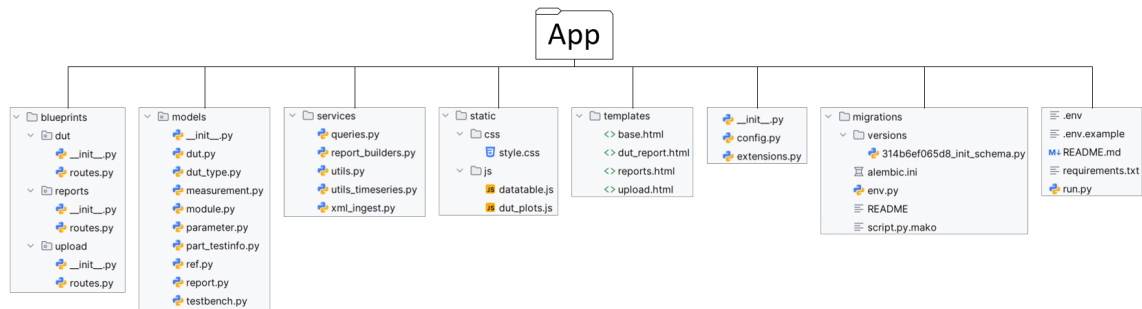 App
blueprints
dut
__init__.py
routes.py
reports
__init__.py
routes.py
upload
__init__.py
routes.py
models
__init__.py
dut.py
dut_type.py
measurement.py
module.py
parameter.py
part_testinfo.py
ref.py
report.py
testbench.py
services
queries.py
report_builders.py
utils.py
utils_timeseries.py
xml_ingest.py
static
css
style.css
js
JS datatable.js
JS dut_plots.js
templates
<> base.html
<> dut_report.html
<> reports.html
<> upload.html
__init__.py
config.py
extensions.py
migrations
versions
314b6ef065d8_init_schema.py
alembic.ini
env.py
README
script.py.mako
.env
.env.example
M↓ README.md
requirements.txt
run.py